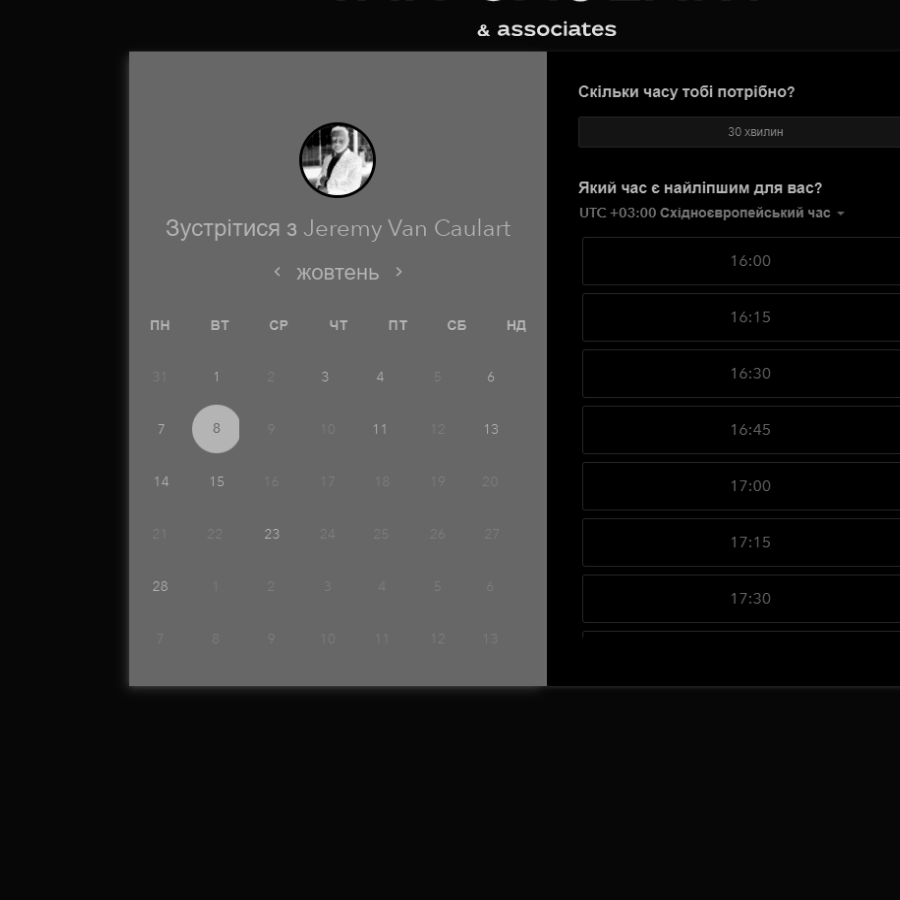 & associates
Зустрітися з Jeremy Van Caulart
жовтень
ПН ВТ СР ЧТ ПТ СБ НД
31 1 2 3 4 5 6
7 8 9 10 11 12 13
14 15 16 17 18 19 20
21 22 23 24 25 26 27
28 1 2 3 4 5 6
7 8 9 10 11 12 13
Скільки часу тобі потрібно?
30 хвилин
Який час є найліпшим для вас?
UTC +03:00 Східноєвропейський час
16:00
16:15
16:30
16:45
17:00
17:15
17:30